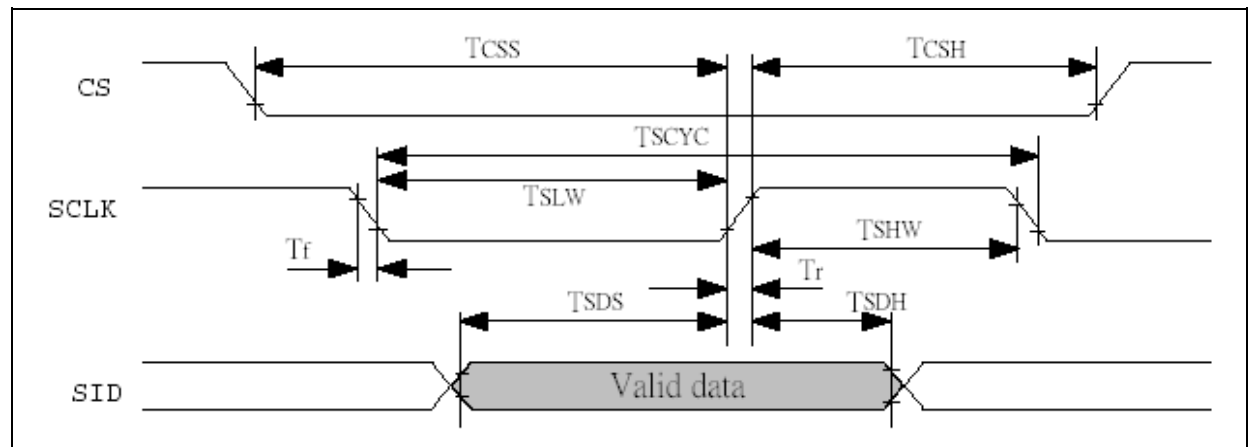 TCSS
TCSH
CS
TSCYC
TSLW
SCLK
TSHW
Tf
Tr
TSDS
TSDH
SID
Valid data